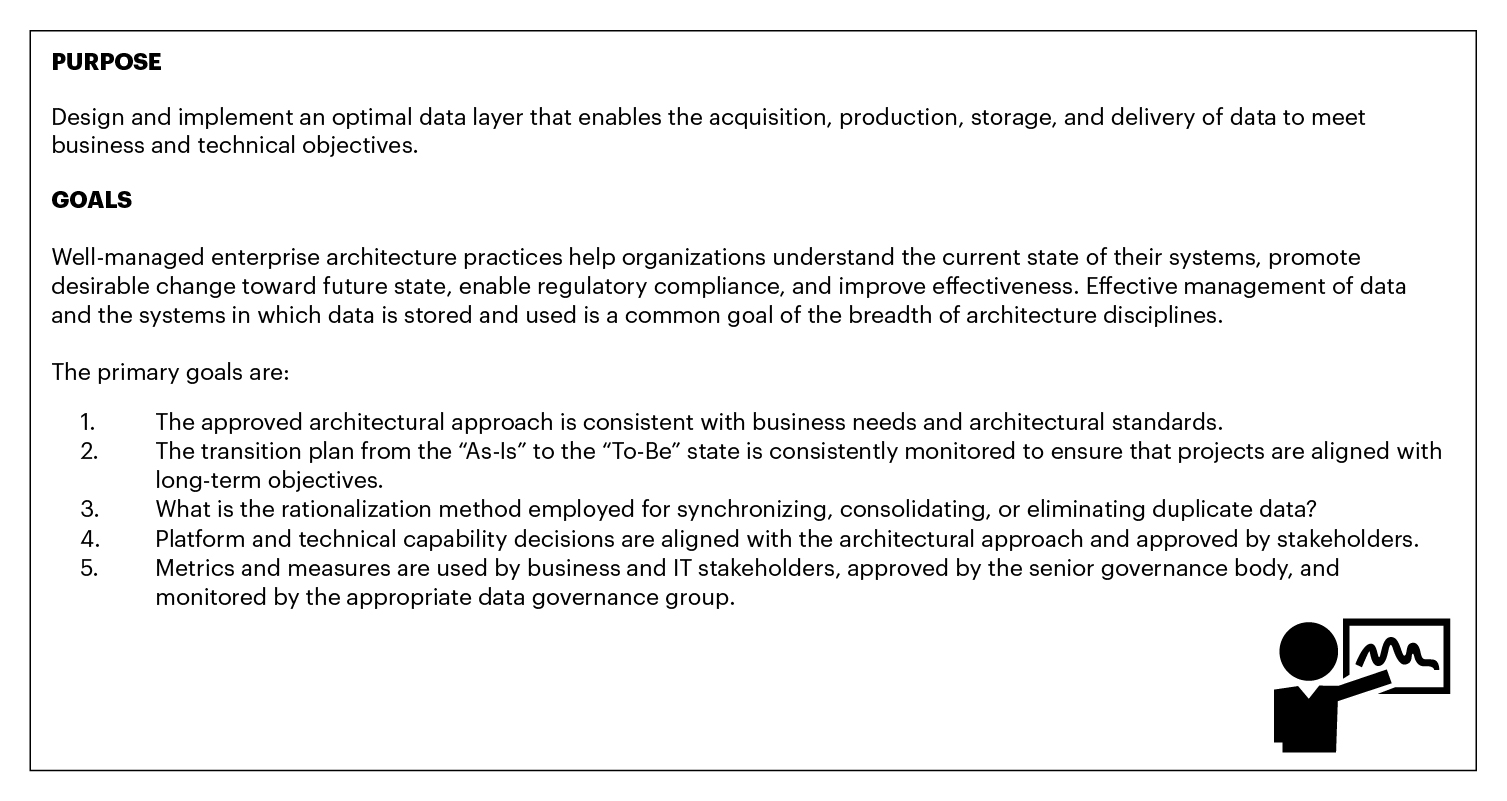 PURPOSE
Design and implement an optimal data layer that enables the acquisition, production, storage, and delivery of data to meet
business and technical objectives.
GOALS
Well-managed enterprise architecture practices help organizations understand the current state of their systems, promote
desirable change toward future state, enable regulatory compliance, and improve effectiveness. Effective management of data
and the systems in which data is stored and used is a common goal of the breadth of architecture disciplines.
The primary goals are:
1. The approved architectural approach is consistent with business needs and architectural standards.
2. The transition plan from the “As-Is” to the “To-Be” state is consistently monitored to ensure that projects are aligned with
long-term objectives.
3. What is the rationalization method employed for synchronizing, consolidating, or eliminating duplicate data?
4. Platform and technical capability decisions are aligned with the architectural approach and approved by stakeholders.
5. Metrics and measures are used by business and IT stakeholders, approved by the senior governance body, and
monitored by the appropriate data governance group.